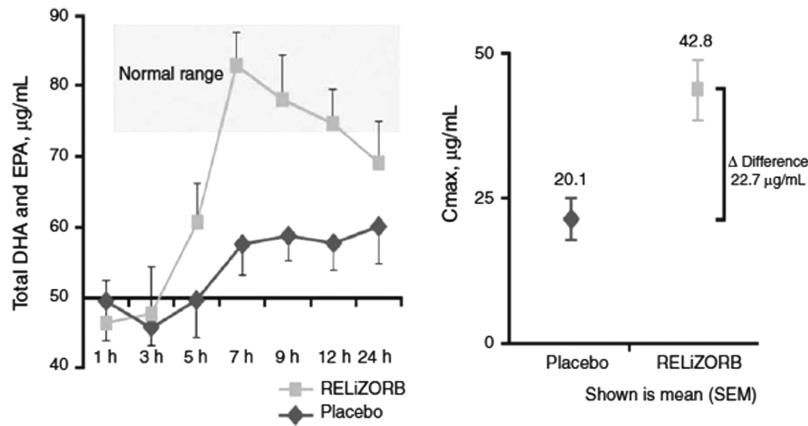 90
80
70
60
50
40
Total DHA and EPA, µg/mL
Normal range
1 h 3 h 5 h 7 h 9 h 12 h 24 h
RELiZORB
Placebo
50
25
0
Cmax, µg/mL
42.8
20.1
Δ Difference
22.7 µg/mL
Placebo RELiZORB
Shown is mean (SEM)